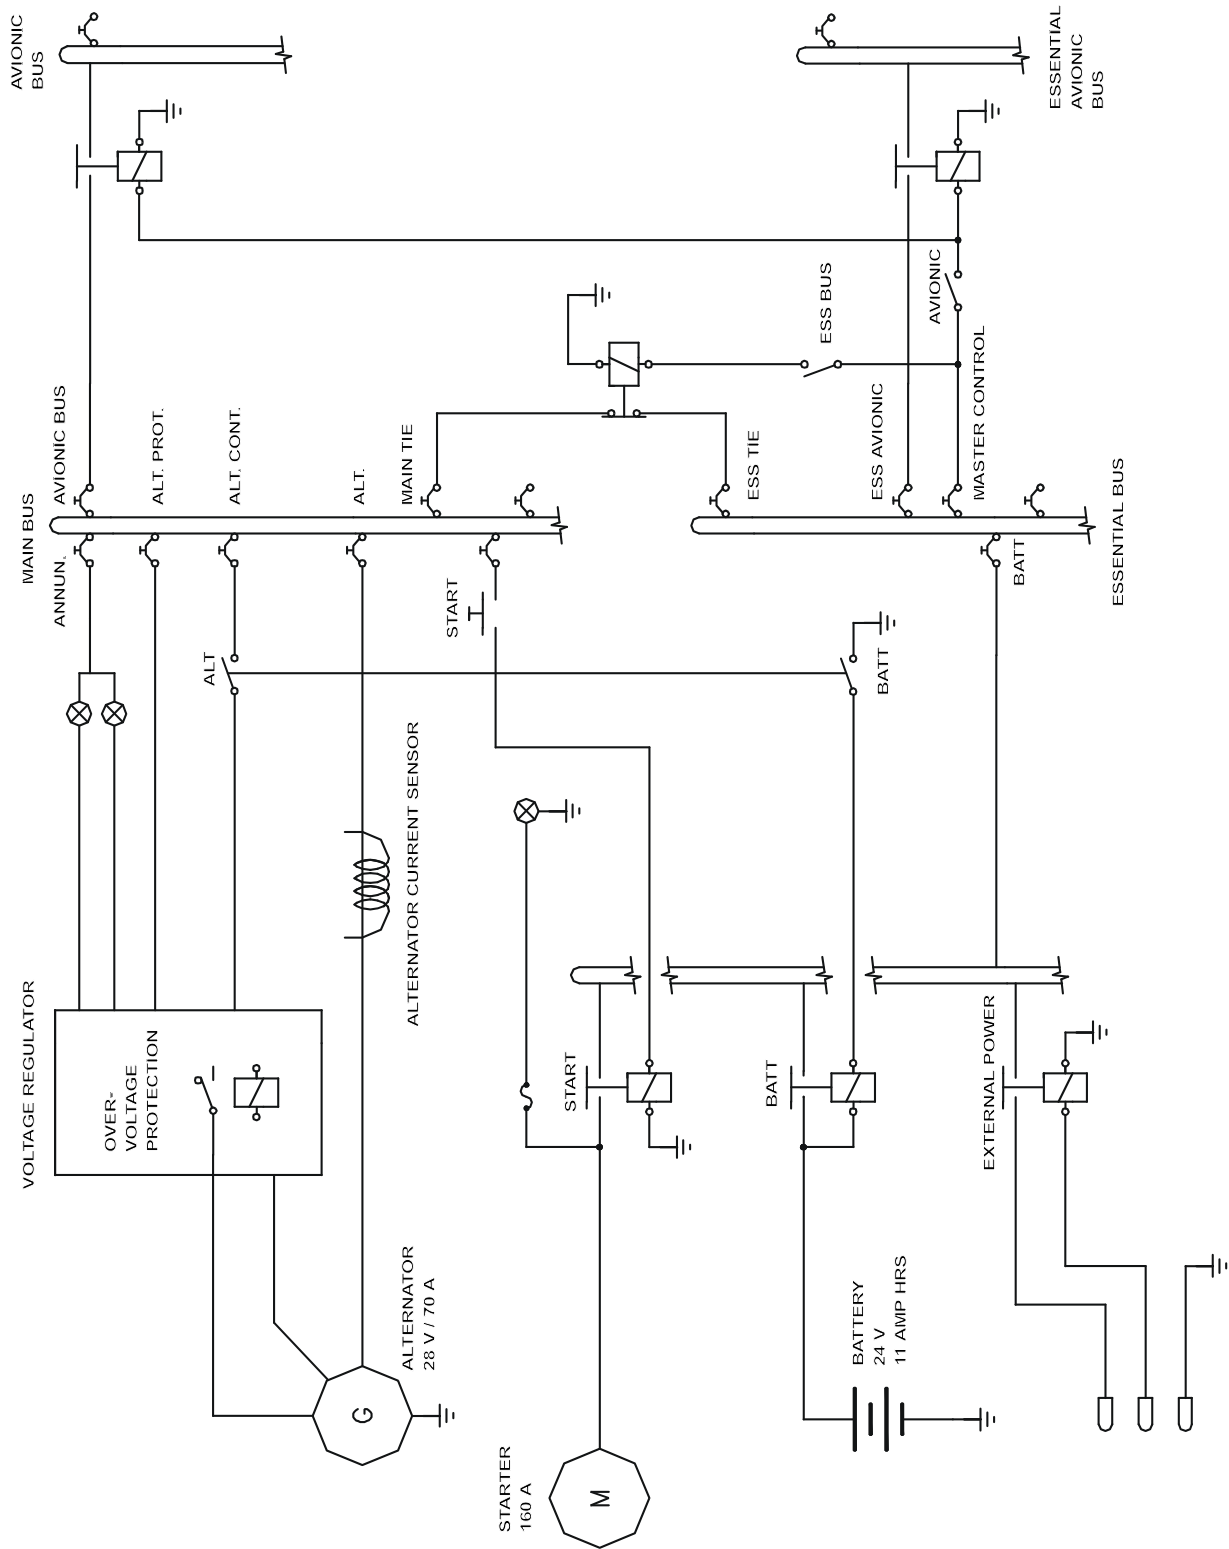 AVIONIC
BUS
ESSENTIAL
AVIONIC
BUS
AVIONIC
ESS BUS
MASTER CONTROL
MAIN BUS
AVIONIC BUS
ALT. PROT.
ALT. CONT.
ALT.
MAIN TIE
ESS TIE
ESS AVIONIC
ESSENTIAL BUS
ANNUN.
START
BATT
ALT
BATT
ALTERNATOR CURRENT SENSOR
VOLTAGE REGULATOR
OVER-
VOLTAGE
PROTECTION
START
BATT
EXTERNAL POWER
ALTERNATOR
28 V / 70 A
G
BATTERY
24 V
11 AMP HRS
STARTER
160 A
M